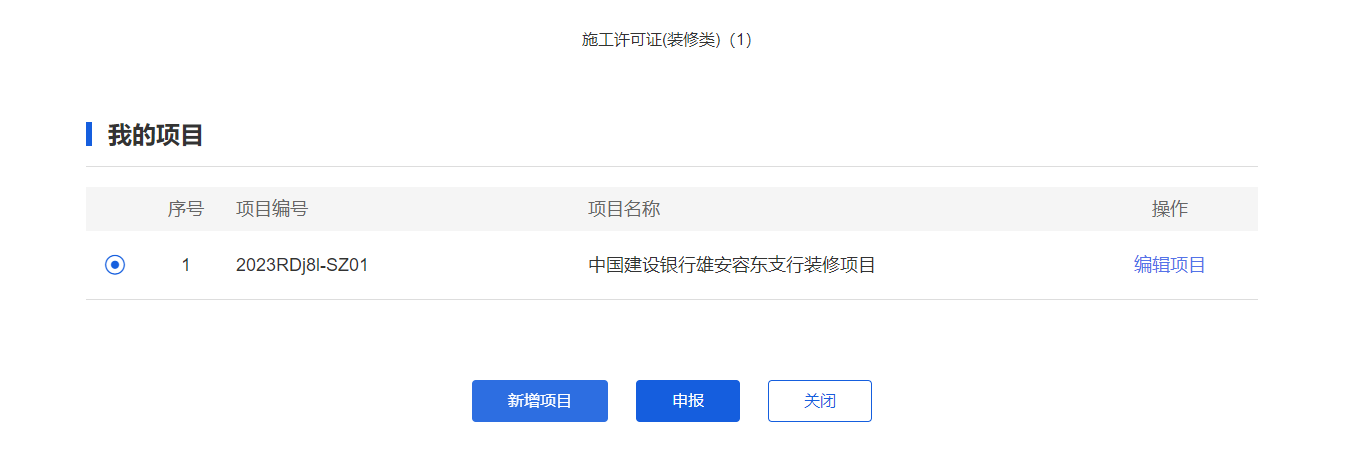 施工许可证(装修类)（1）
我的项目
序号 项目编号 项目名称 操作
1 2023RDj8l-SZ01 中国建设银行雄安容东支行装修项目 编辑项目
新增项目 申报 关闭